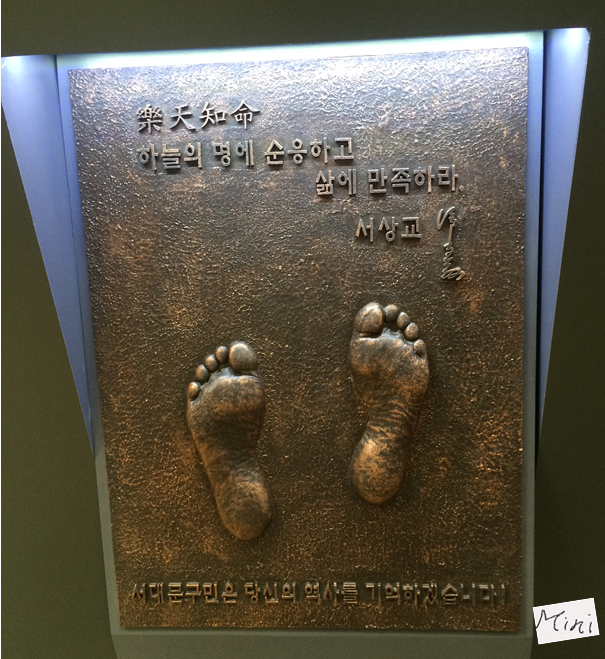 樂天知命
하늘의 명에 순응하고
삶에 만족하라.
서상교
서대문구민은 당신의 역사를 기억하겠습니다!
Mini